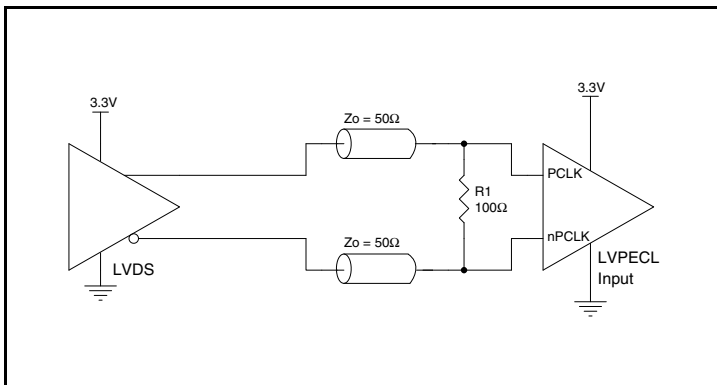 3.3V
3.3V
Zo = 50Ω
PCLK
R1
100Ω
nPCLK
Zo = 50Ω
LVDS
LVPECL
Input